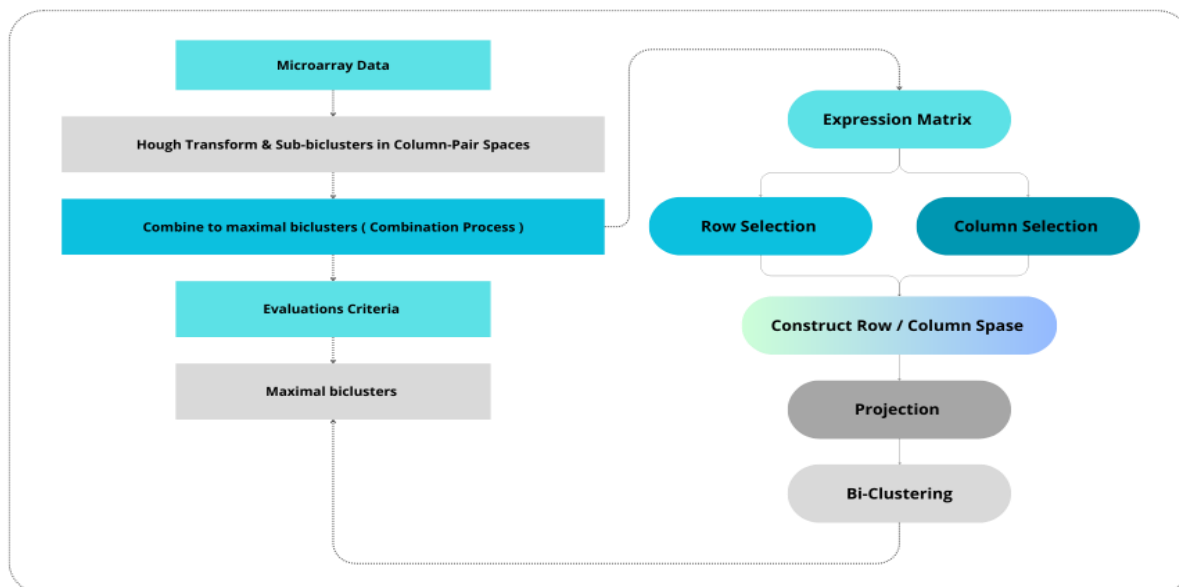 Microarray Data
Hough Transform & Sub-biclusters in Column-Pair Spaces
Combine to maximal biclusters ( Combination Process )
Evaluations Criteria
Maximal biclusters
Expression Matrix
Row Selection
Column Selection
Construct Row / Column Spase
Projection
Bi-Clustering